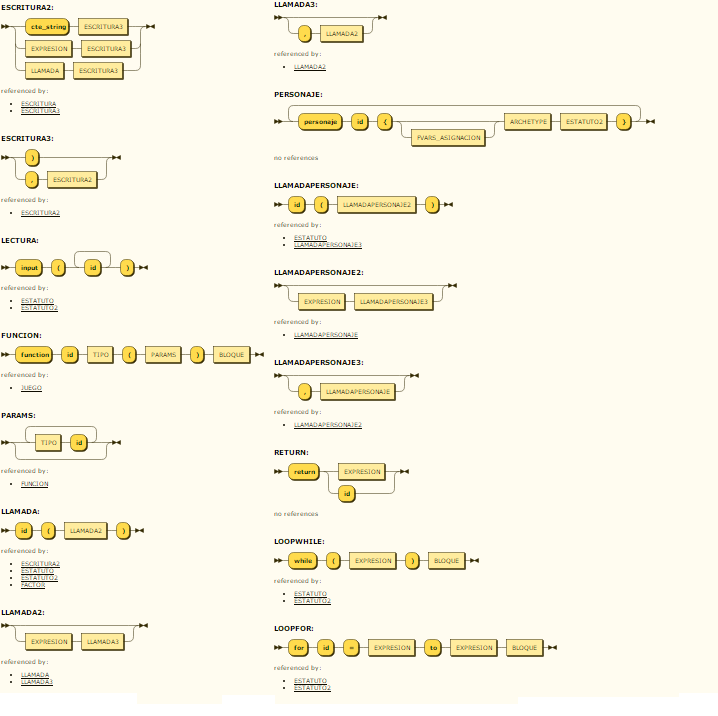 ESCRITURA2:
cte_string ESCRITURA3
EXPRESION ESCRITURA3
LLAMADA ESCRITURA3
referenced by:
ESCRITURA
ESCRITURA3
ESCRITURA3:
)
, ESCRITURA2
referenced by:
ESCRITURA2
LECTURA:
input ( id )
referenced by:
ESTATUTO
ESTATUTO2
FUNCION:
function id TIPO ( PARAMS ) BLOQUE
referenced by:
JUEGO
PARAMS:
TIPO id
referenced by:
FUNCION
LLAMADA:
id ( LLAMADA2 )
referenced by:
ESCRITURA2
ESTATUTO
ESTATUTO2
FACTOR
LLAMADA2:
EXPRESION LLAMADA3
referenced by:
LLAMADA
LLAMADA3
LLAMADA3:
, LLAMADA2
referenced by:
LLAMADA2
PERSONAJE:
personaje id { ARCHETYPE ESTATUTO2 }
PVARS_ASIGNACION
no references
LLAMADAPERSONAJE:
id ( LLAMADAPERSONAJE2 )
referenced by:
ESTATUTO
LLAMADAPERSONAJE3
LLAMADAPERSONAJE2:
EXPRESION LLAMADAPERSONAJE3
referenced by:
LLAMADAPERSONAJE
LLAMADAPERSONAJE3:
, LLAMADAPERSONAJE
referenced by:
LLAMADAPERSONAJE2
RETURN:
return EXPRESION
id
no references
LOOPWHILE:
while ( EXPRESION ) BLOQUE
referenced by:
ESTATUTO
ESTATUTO2
LOOPFOR:
for id = EXPRESION to EXPRESION BLOQUE
referenced by:
ESTATUTO
ESTATUTO2